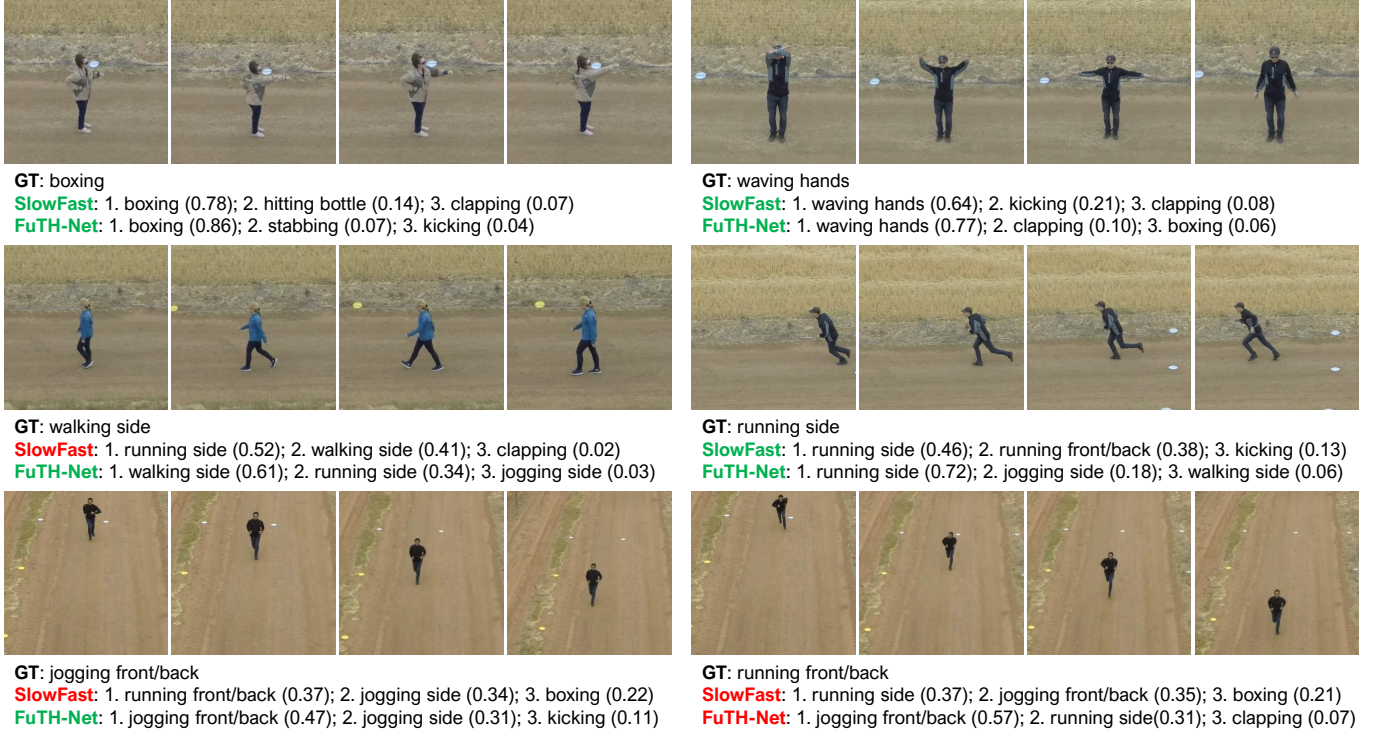 GT: boxing
SlowFast: 1. boxing (0.78); 2. hitting bottle (0.14); 3. clapping (0.07)
FuTH-Net: 1. boxing (0.86); 2. stabbing (0.07); 3. kicking (0.04)
GT: waving hands
SlowFast: 1. waving hands (0.64); 2. kicking (0.21); 3. clapping (0.08)
FuTH-Net: 1. waving hands (0.77); 2. clapping (0.10); 3. boxing (0.06)
GT: walking side
SlowFast: 1. running side (0.52); 2. walking side (0.41); 3. clapping (0.02)
FuTH-Net: 1. walking side (0.61); 2. running side (0.34); 3. jogging side (0.03)
GT: running side
SlowFast: 1. running side (0.46); 2. running front/back (0.38); 3. kicking (0.13)
FuTH-Net: 1. running side (0.72); 2. jogging side (0.18); 3. walking side (0.06)
GT: jogging front/back
SlowFast: 1. running front/back (0.37); 2. jogging side (0.34); 3. boxing (0.22)
FuTH-Net: 1. jogging front/back (0.47); 2. jogging side (0.31); 3. kicking (0.11)
GT: running front/back
SlowFast: 1. running side (0.37); 2. jogging front/back (0.35); 3. boxing (0.21)
FuTH-Net: 1. jogging front/back (0.57); 2. running side(0.31); 3. clapping (0.07)